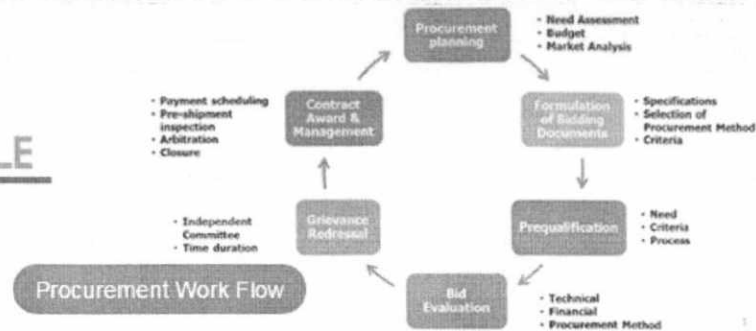 Procurement
planning
• Need Assessment
• Budget
• Market Analysis
Formulation
of Bidding
Documents
• Specifications
• Selection of
Procurement Method
• Criteria
Prequalification
• Need
• Criteria
• Process
Bid
Evaluation
• Technical
• Financial
• Procurement Method
Grievance
Redressal
• Independent
Committee
• Time duration
Contract
Award &
Management
• Payment scheduling
• Pre-shipment
inspection
• Arbitration
• Closure
LE
Procurement Work Flow